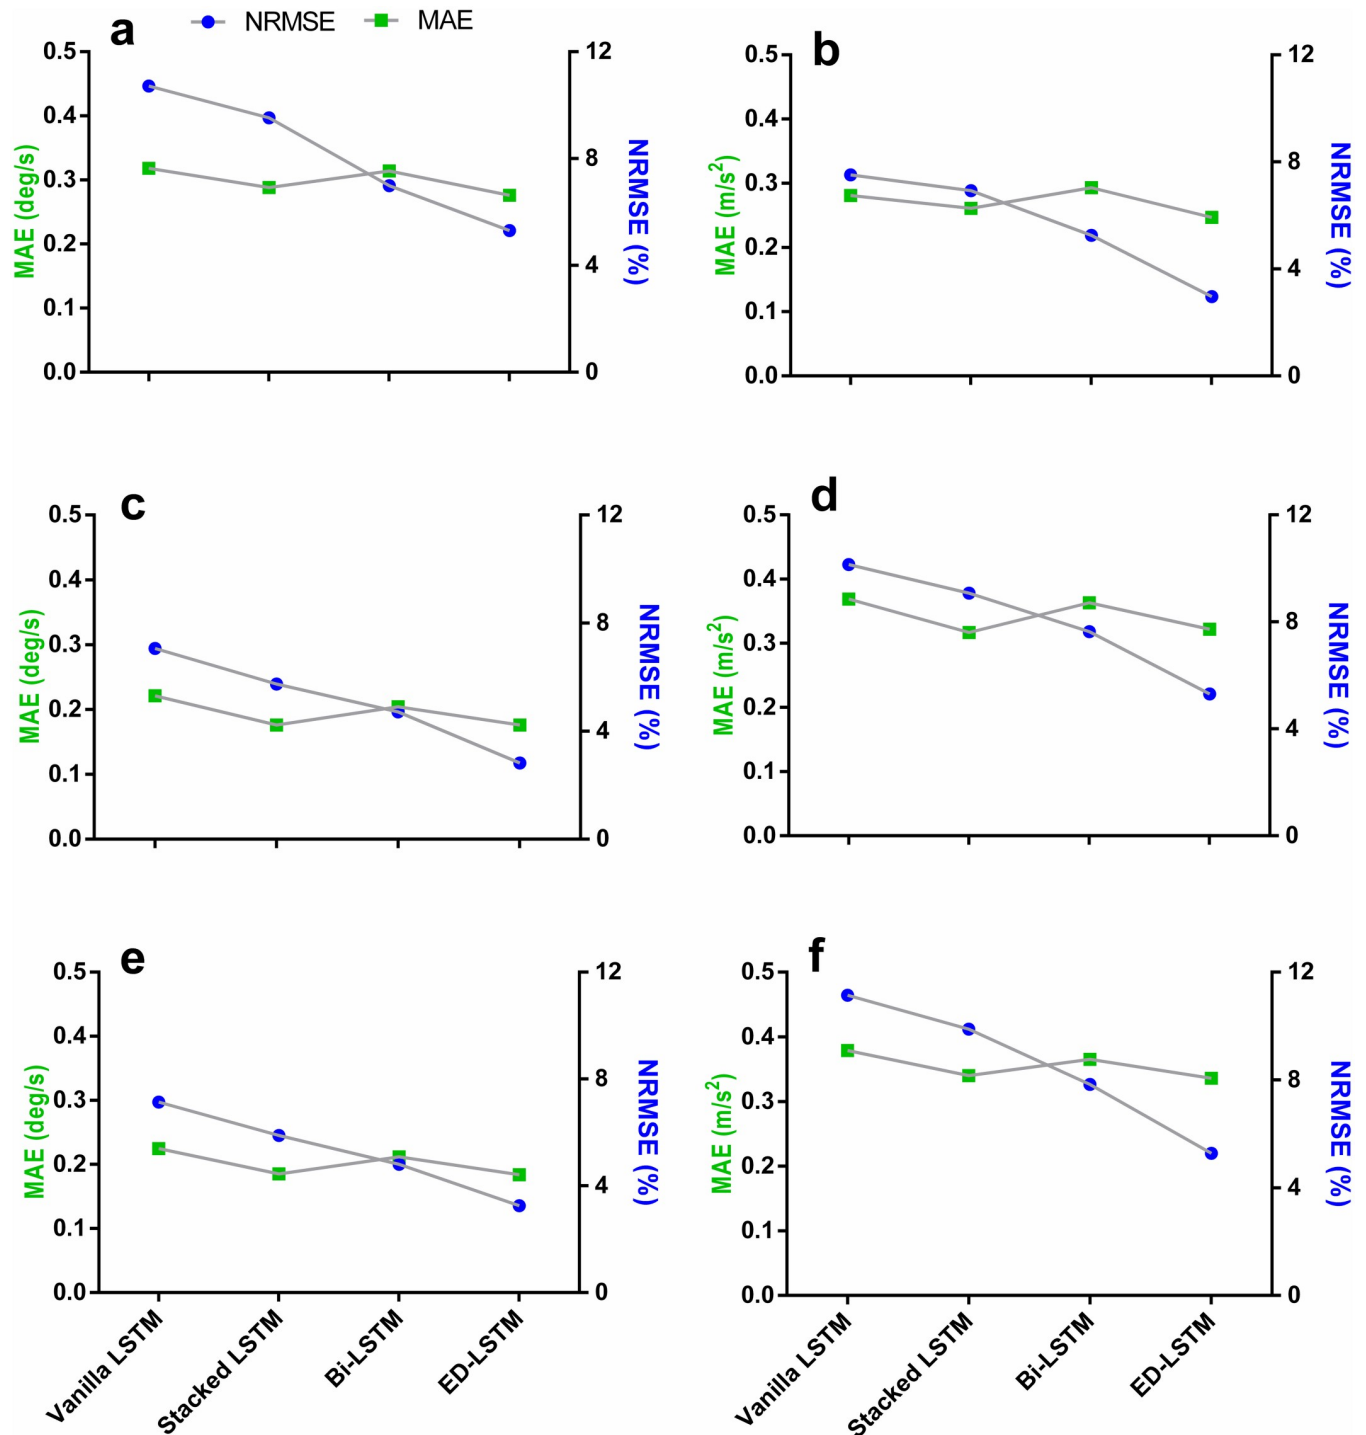 a
NRMSE MAE
0.5
0.4
0.3
0.2
0.1
0.0
MAE (deg/s)
12
8
4
0
NRMSE (%)
b
0.5
0.4
0.3
0.2
0.1
0.0
MAE (m/s²)
12
8
4
0
NRMSE (%)
c
0.5
0.4
0.3
0.2
0.1
0.0
MAE (deg/s)
12
8
4
0
NRMSE (%)
d
0.5
0.4
0.3
0.2
0.1
0.0
MAE (m/s²)
12
8
4
0
NRMSE (%)
e
0.5
0.4
0.3
0.2
0.1
0.0
MAE (deg/s)
12
8
4
0
NRMSE (%)
Vanilla LSTM
Stacked LSTM
Bi-LSTM
ED-LSTM
f
0.5
0.4
0.3
0.2
0.1
0.0
MAE (m/s²)
12
8
4
0
NRMSE (%)
Vanilla LSTM
Stacked LSTM
Bi-LSTM
ED-LSTM